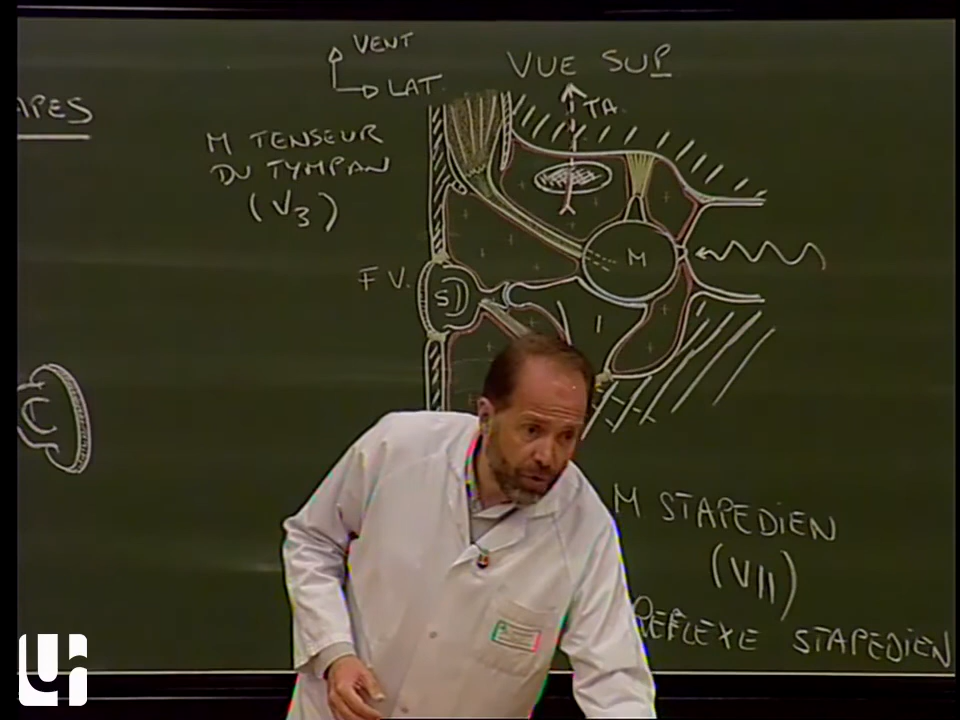 VENT
LAT.
VUE SUP
TA.
APES
M TENSEUR
DU TYMPAN
(V3)
M
F V.
S
I
M STAPEDIEN
(VII)
REFLEXE STAPEDIEN